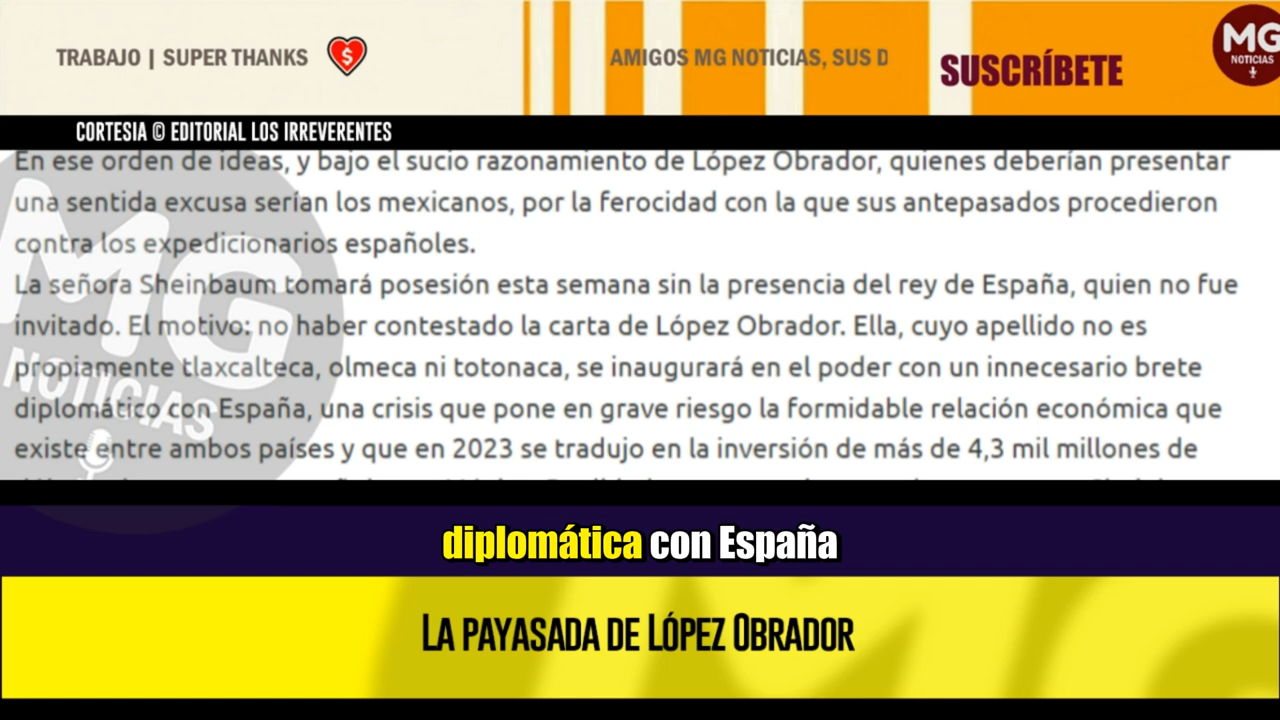 TRABAJO | SUPER THANKS
AMIGOS MG NOTICIAS, SUS D
SUSCRÍBETE
MG
NOTICIAS
CORTESIA © EDITORIAL LOS IRREVERENTES
En ese orden de ideas, y bajo el sucio razonamiento de López Obrador, quienes deberían presentar
una sentida excusa serían los mexicanos, por la ferocidad con la que sus antepasados procedieron
contra los expedicionarios españoles.
La señora Sheinbaum tomará posesión esta semana sin la presencia del rey de España, quien no fue
invitado. El motivo: no haber contestado la carta de López Obrador. Ella, cuyo apellido no es
propiamente tlaxcalteca, olmeca ni totonaca, se inaugurará en el poder con un innecesario brete
diplomático con España, una crisis que pone en grave riesgo la formidable relación económica que
existe entre ambos países y que en 2023 se tradujo en la inversión de más de 4,3 mil millones de
MG
NOTICIAS
diplomática con España
LA PAYASADA DE LÓPEZ OBRADOR